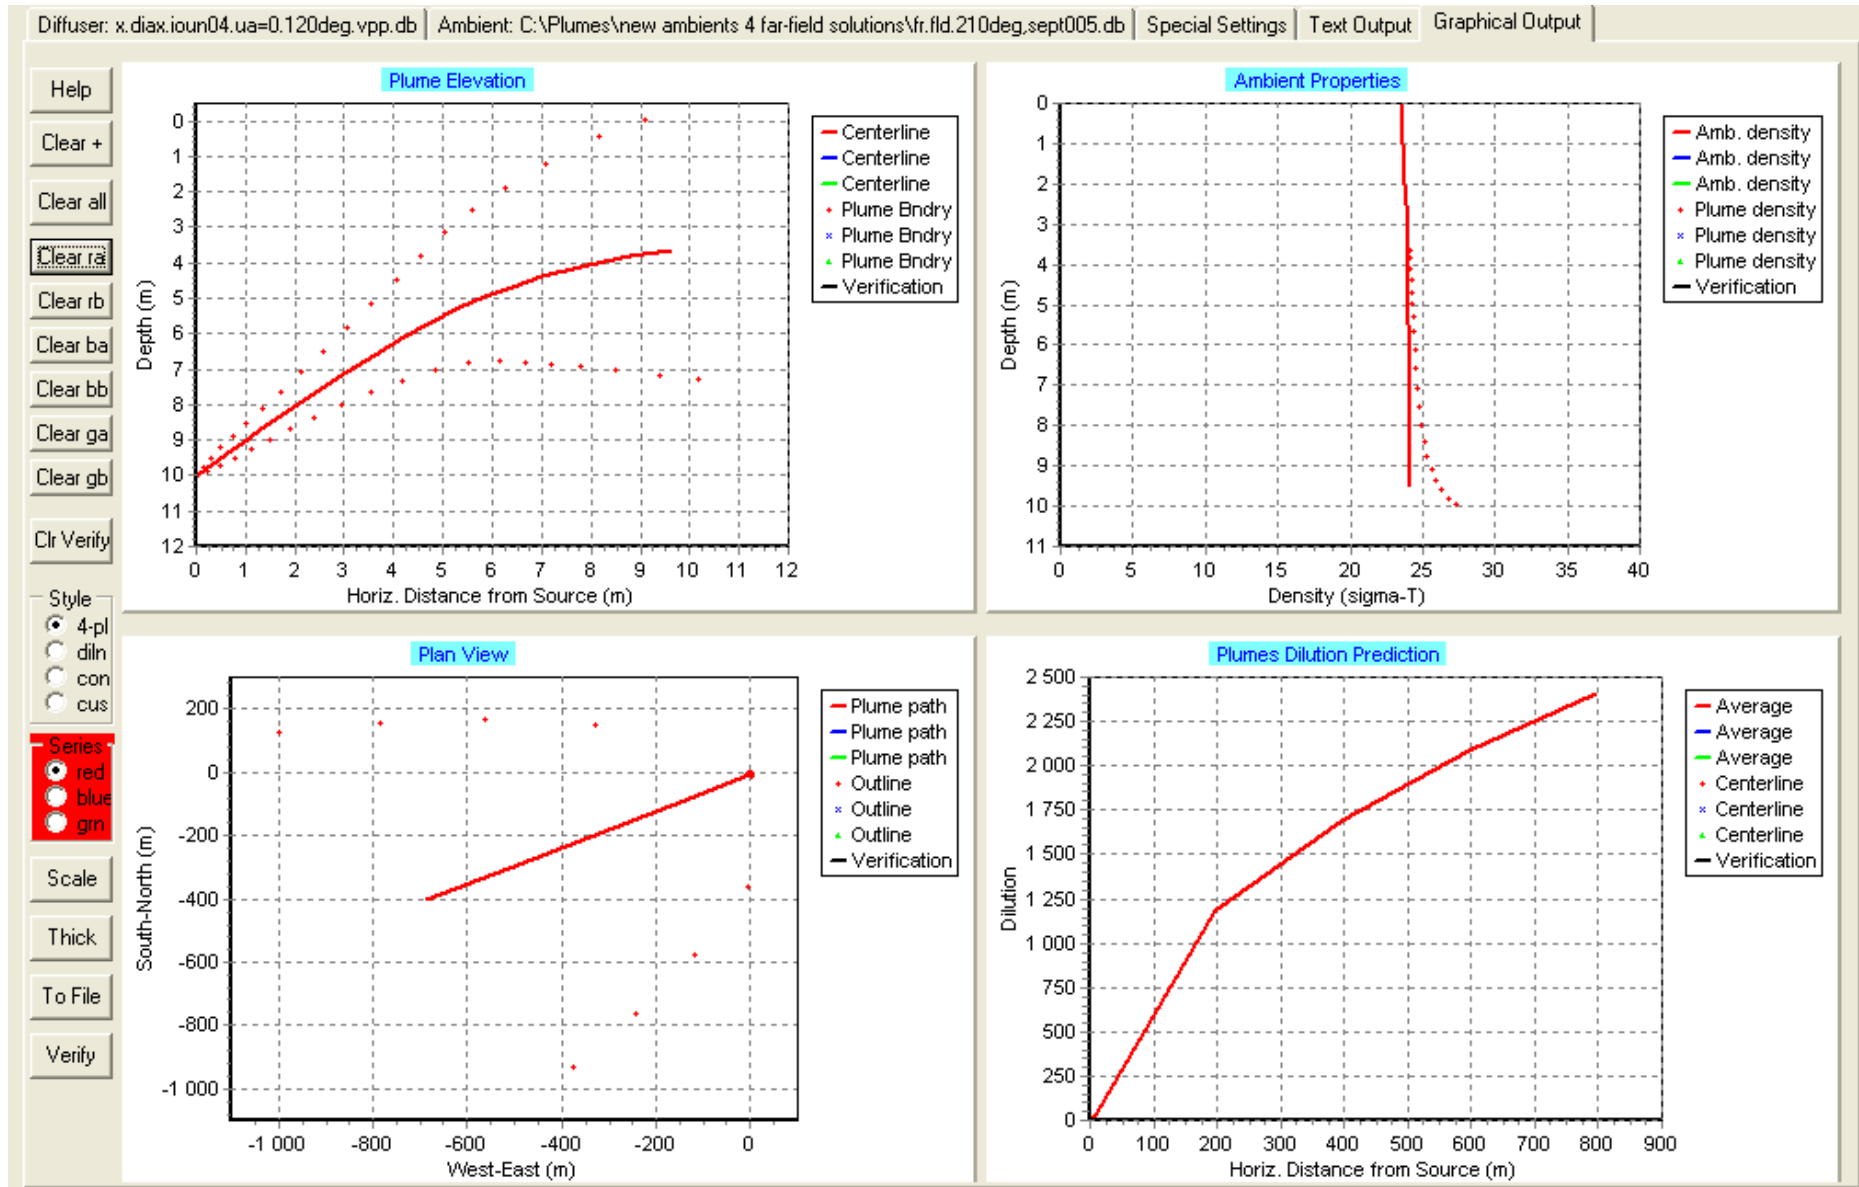 Diffuser: x.diax.ioun04.ua=0.120deg.vpp.db Ambient: C:\Plumes\new ambients 4 far-field solutions\fr.fld.210deg,sept005.db Special Settings Text Output Graphical Output
Help
Clear +
Clear all
Clear ra
Clear rb
Clear ba
Clear bb
Clear ga
Clear gb
Clr Verify
Style
4-pl
diln
con
cus
Series
red
blue
grn
Scale
Thick
To File
Verify
Plume Elevation
Depth (m)
0
1
2
3
4
5
6
7
8
9
10
11
12
0 1 2 3 4 5 6 7 8 9 10 11 12
Horiz. Distance from Source (m)
Centerline
Centerline
Centerline
Plume Bndry
Plume Bndry
Plume Bndry
Verification
Ambient Properties
Depth (m)
0
1
2
3
4
5
6
7
8
9
10
11
0 5 10 15 20 25 30 35 40
Density (sigma-T)
Amb. density
Amb. density
Amb. density
Plume density
Plume density
Plume density
Verification
Plan View
South-North (m)
200
0
-200
-400
-600
-800
-1 000
-1 000 -800 -600 -400 -200 0
West-East (m)
Plume path
Plume path
Plume path
Outline
Outline
Outline
Verification
Plumes Dilution Prediction
Dilution
2 500
2 250
2 000
1 750
1 500
1 250
1 000
750
500
250
0
0 100 200 300 400 500 600 700 800 900
Horiz. Distance from Source (m)
Average
Average
Average
Centerline
Centerline
Centerline
Verification